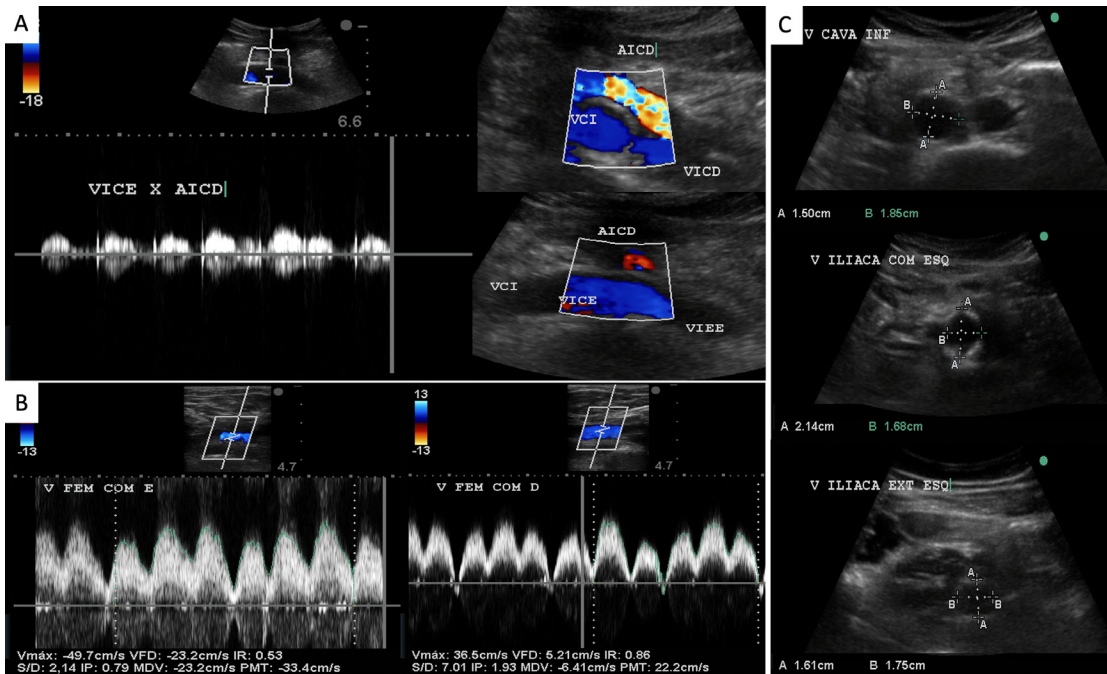 A
-18
6.6
VICE X AICD
AICD
VCI
VICD
AICD
VCI
VICE
VIEE
B
-13
4.7
V FEM COM E
Vmáx: -49.7cm/s VFD: -23.2cm/s IR: 0.53
S/D: 2,14 IP: 0.79 MDV: -23.2cm/s PMT: -33.4cm/s
13
-13
4.7
V FEM COM D
Vmáx: 36.5cm/s VFD: 5.21cm/s IR: 0.86
S/D: 7.01 IP: 1.93 MDV: -6.41cm/s PMT: 22.2cm/s
C
V CAVA INF
A
B
A
A 1.50cm B 1.85cm
V ILIACA COM ESQ
A
B
A
A 2.14cm B 1.68cm
V ILIACA EXT ESQ
A
B B
A
A 1.61cm B 1.75cm